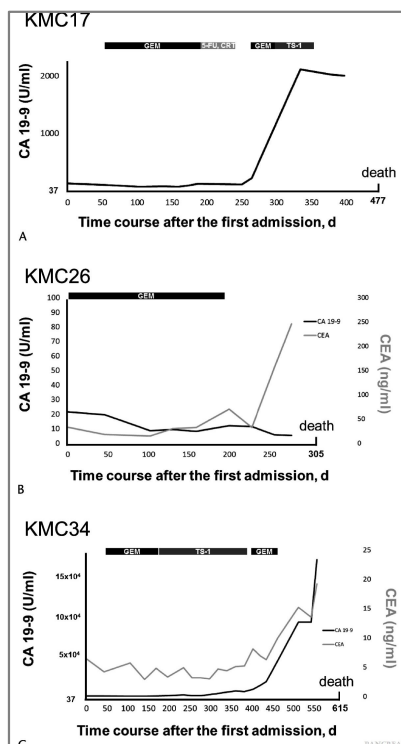 KMC17
GEM 5-FU, CRT GEM TS-1
CA 19-9 (U/ml)
2000
1000
37
death
0 50 100 150 200 250 300 350 400 477
Time course after the first admission, d
A
KMC26
GEM
CA 19-9 (U/ml)
CEA (ng/ml)
100 300
90
80 250
70
60 200
50 150
40
30 100
20 50
10
0 0
CA 19-9
CEA
death
0 50 100 150 200 250 305
Time course after the first admission, d
B
KMC34
GEM TS-1 GEM
CA 19-9 (U/ml)
CEA (ng/ml)
25
15x10⁴ 20
10x10⁴ 15
10
5x10⁴ 5
37 0
CA 19-9
CEA
death
0 50 100 150 200 250 300 350 400 450 500 550 615
Time course after the first admission, d
C